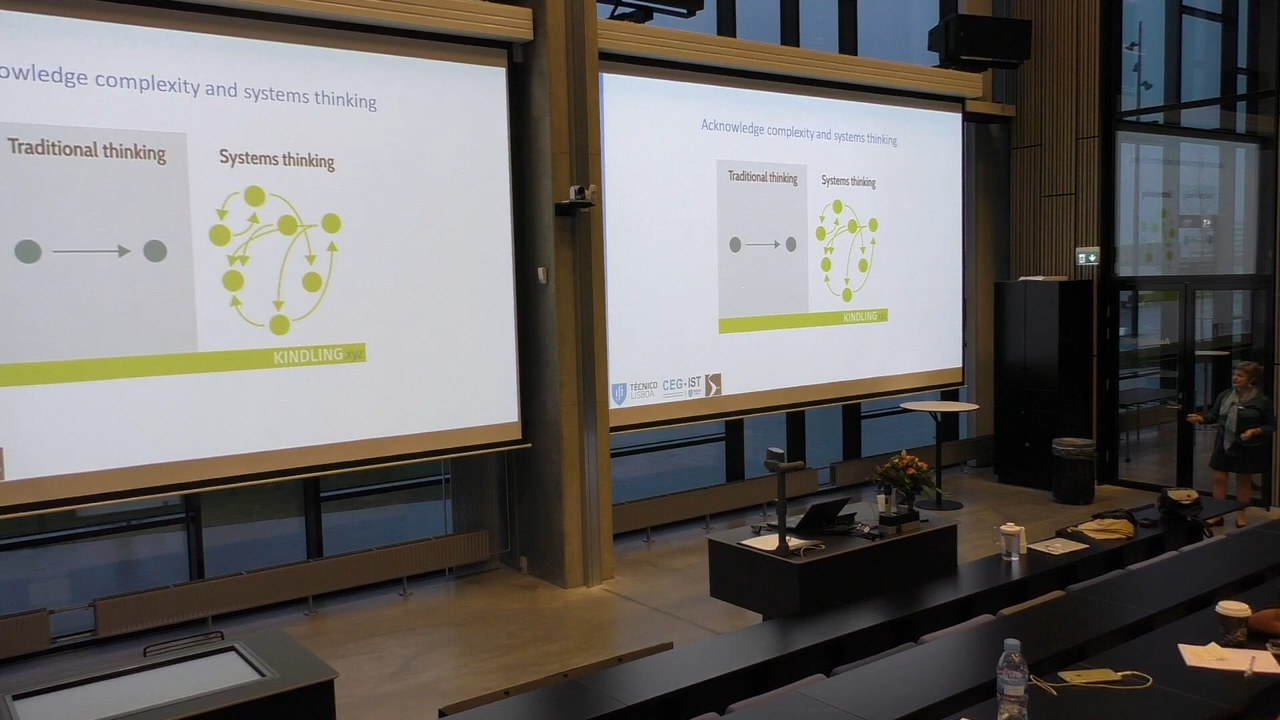 owledge complexity and systems thinking
Traditional thinking
Systems thinking
KINDLING xyz
Acknowledge complexity and systems thinking
Traditional thinking
Systems thinking
KINDLING
TÉCNICO
LISBOA
CEG-IST